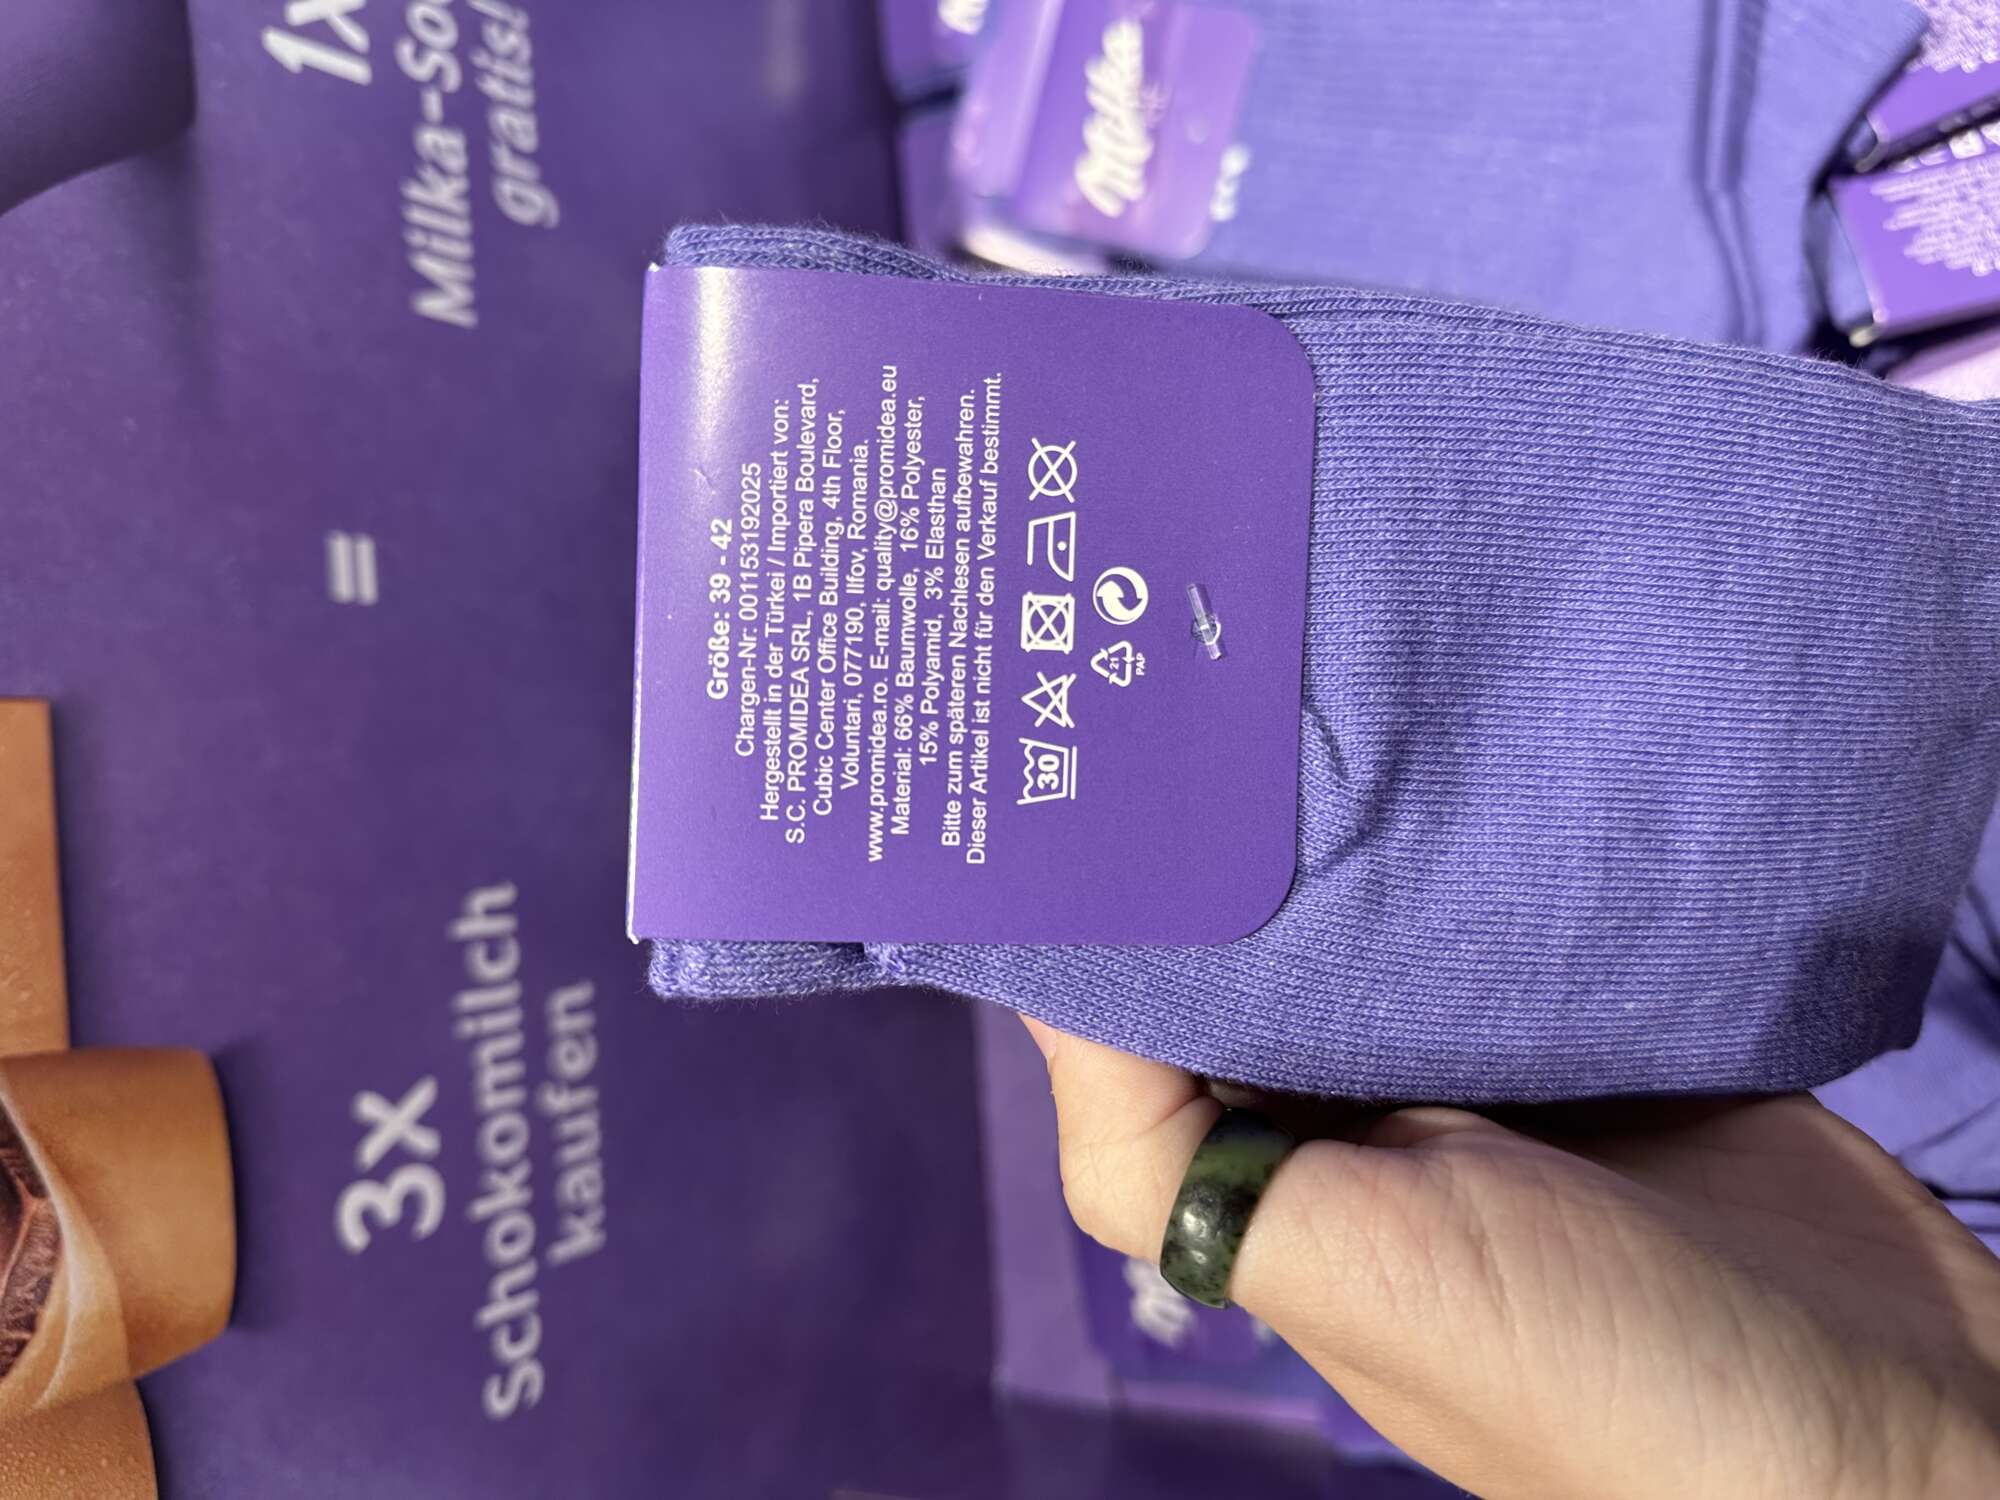 3x
Schokomilch
kaufen
=
Milka-
gratis!
Milka
Größe: 39 - 42
Chargen-Nr: 001153192025
Hergestellt in der Türkei / Importiert von:
S.C. PROMIDEA SRL, 1B Pipera Boulevard,
Cubic Center Office Building, 4th Floor,
Voluntari, 077190, Ilfov, Romania.
www.promidea.ro. E-mail: quality@promidea.eu
Material: 66% Baumwolle, 16% Polyester,
15% Polyamid, 3% Elasthan
Bitte zum späteren Nachlesen aufbewahren.
Dieser Artikel ist nicht für den Verkauf bestimmt.
30
21
PAP